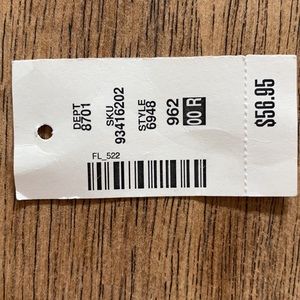 DEPT
8701
SKU
93416202
STYLE
6948
962
00 R
FL_522
$56.95